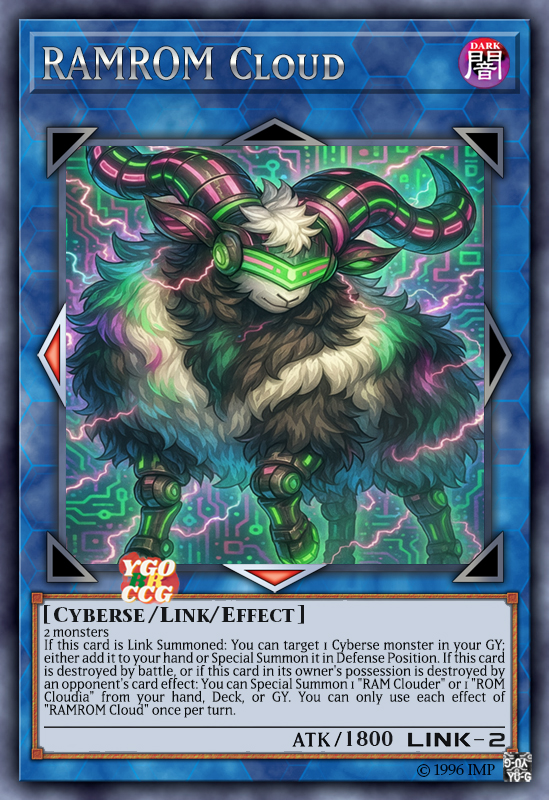 RAMROM Cloud
DARK
闇
YGO
RR
CCG
[Cyberse/Link/Effect]
2 monsters
If this card is Link Summoned: You can target 1 Cyberse monster in your GY;
either add it to your hand or Special Summon it in Defense Position. If this card
is destroyed by battle, or if this card in its owner's possession is destroyed by
an opponent's card effect: You can Special Summon 1 "RAM Clouder" or 1 "ROM
Cloudia" from your hand, Deck, or GY. You can only use each effect of
"RAMROM Cloud" once per turn.
ATK/1800 LINK-2
© 1996 IMP